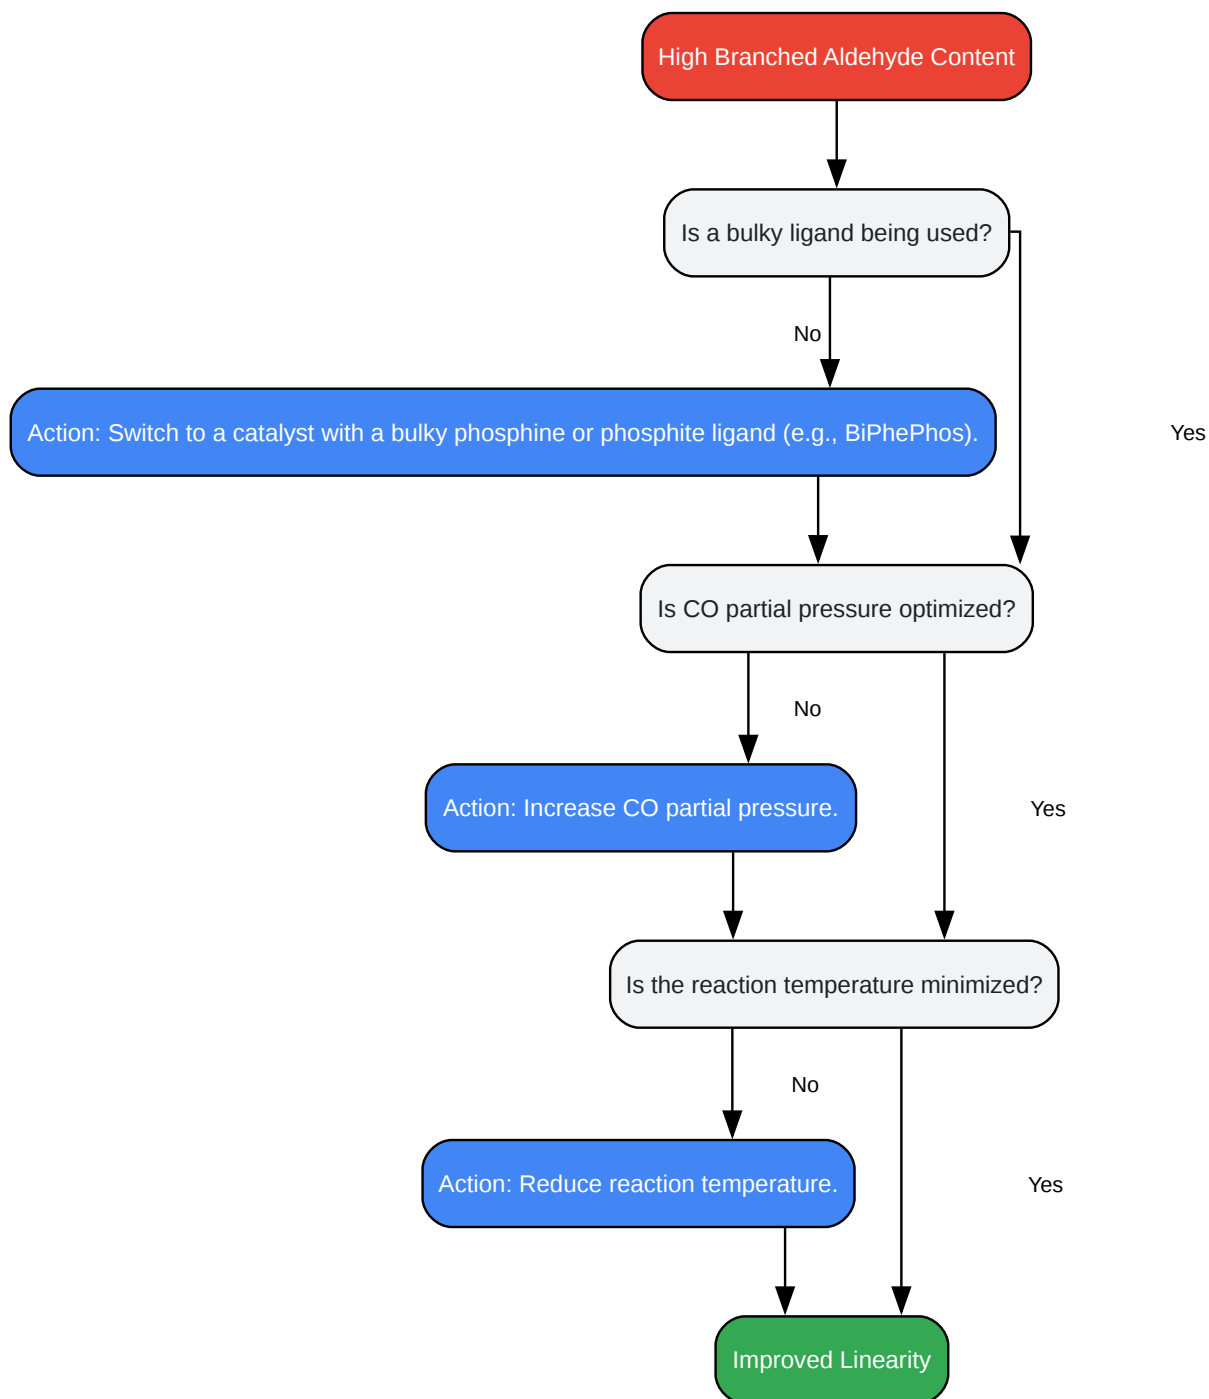 High Branched Aldehyde Content
Is a bulky ligand being used?
No
Action: Switch to a catalyst with a bulky phosphine or phosphite ligand (e.g., BiPhePhos).
Yes
Is CO partial pressure optimized?
No
Action: Increase CO partial pressure.
Yes
Is the reaction temperature minimized?
No
Action: Reduce reaction temperature.
Yes
Improved Linearity